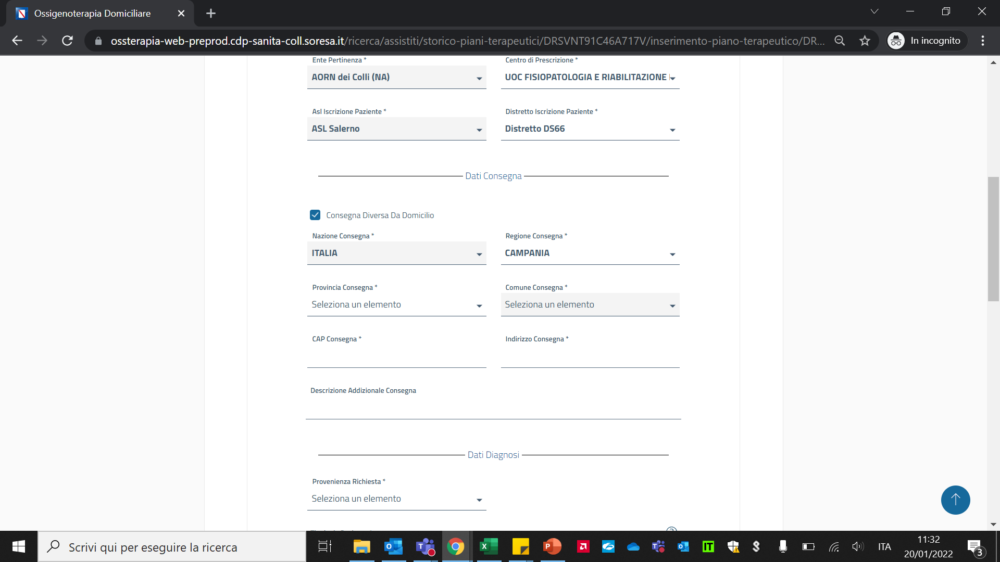 Ossigenoterapia Domiciliare
ossterapia-web-preprod.cdp-sanita-coll.soresa.it/ricerca/assistiti/storico-piani-terapeutici/DRSVNT91C46A717V/inserimento-piano-terapeutico/DR...
In incognito
Ente Pertinenza *
Centro di Prescrizione *
AORN dei Colli (NA)
UOC FISIOPATOLOGIA E RIABILITAZIONE
Asl Iscrizione Paziente *
Distretto Iscrizione Paziente *
ASL Salerno
Distretto DS66
Dati Consegna
Consegna Diversa Da Domicilio
Nazione Consegna *
Regione Consegna *
ITALIA
CAMPANIA
Provincia Consegna *
Comune Consegna *
Seleziona un elemento
Seleziona un elemento
CAP Consegna *
Indirizzo Consegna *
Descrizione Addizionale Consegna
Dati Diagnosi
Provenienza Richiesta *
Seleziona un elemento
Scrivi qui per eseguire la ricerca
ITA
11:32
20/01/2022
3